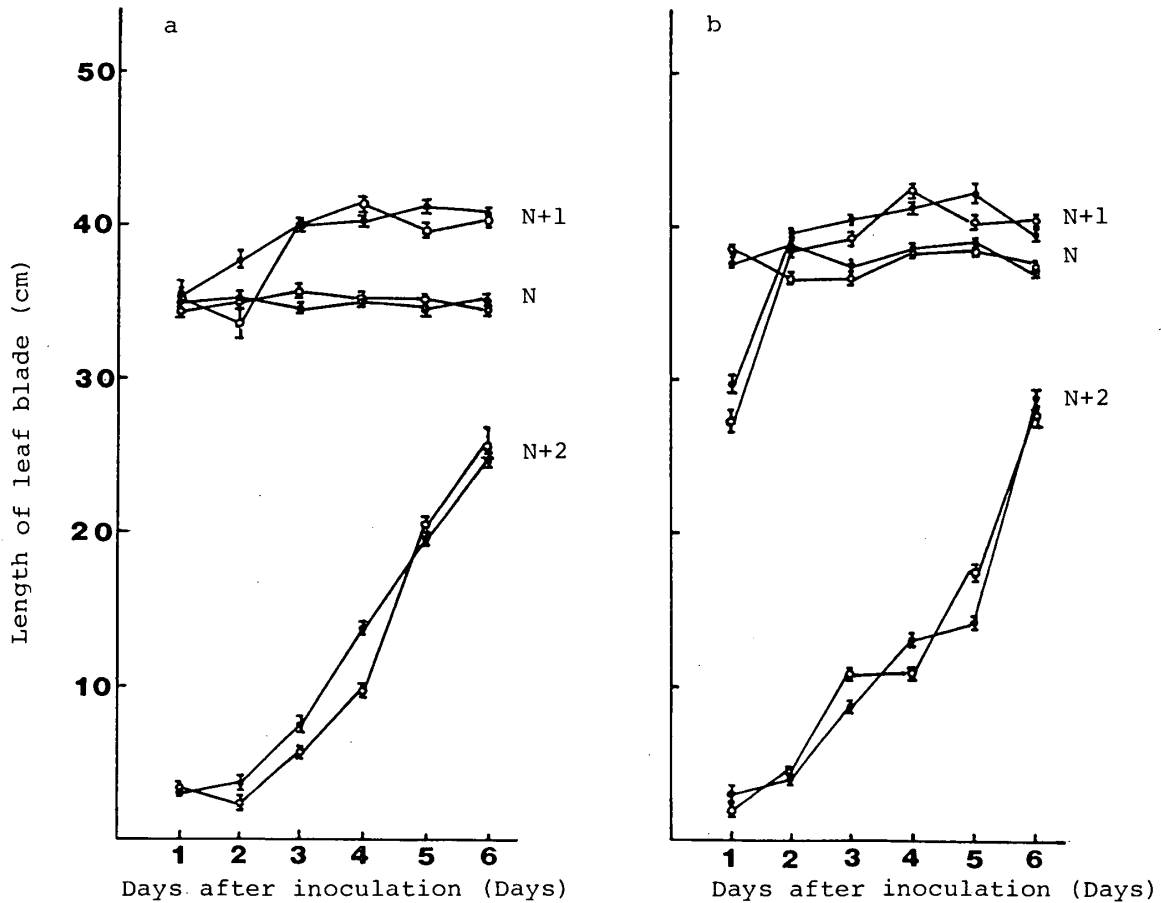 a
b
50
40
30
20
10
N+1
N
N+2
N+1
N
N+2
Length of leaf blade (cm)
1 2 3 4 5 6
1 2 3 4 5 6
Days after inoculation (Days)
Days after inoculation (Days)